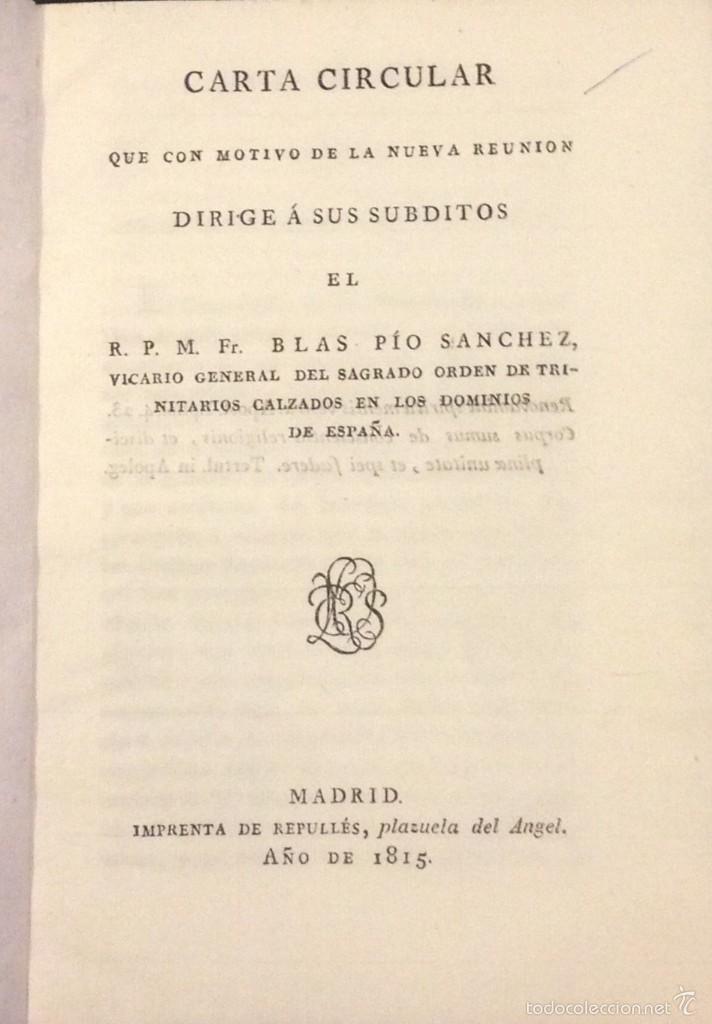 CARTA CIRCULAR
QUE CON MOTIVO DE LA NUEVA REUNION
DIRIGE Á SUS SUBDITOS
EL
R. P. M. Fr. BLAS PÍO SANCHEZ,
VICARIO GENERAL DEL SAGRADO ORDEN DE TRI-
NITARIOS CALZADOS EN LOS DOMINIOS
DE ESPAÑA.
MADRID.
IMPRENTA DE REPULLÉS, plazuela del Angel.
AÑO DE 1815.
todocoleccion.net